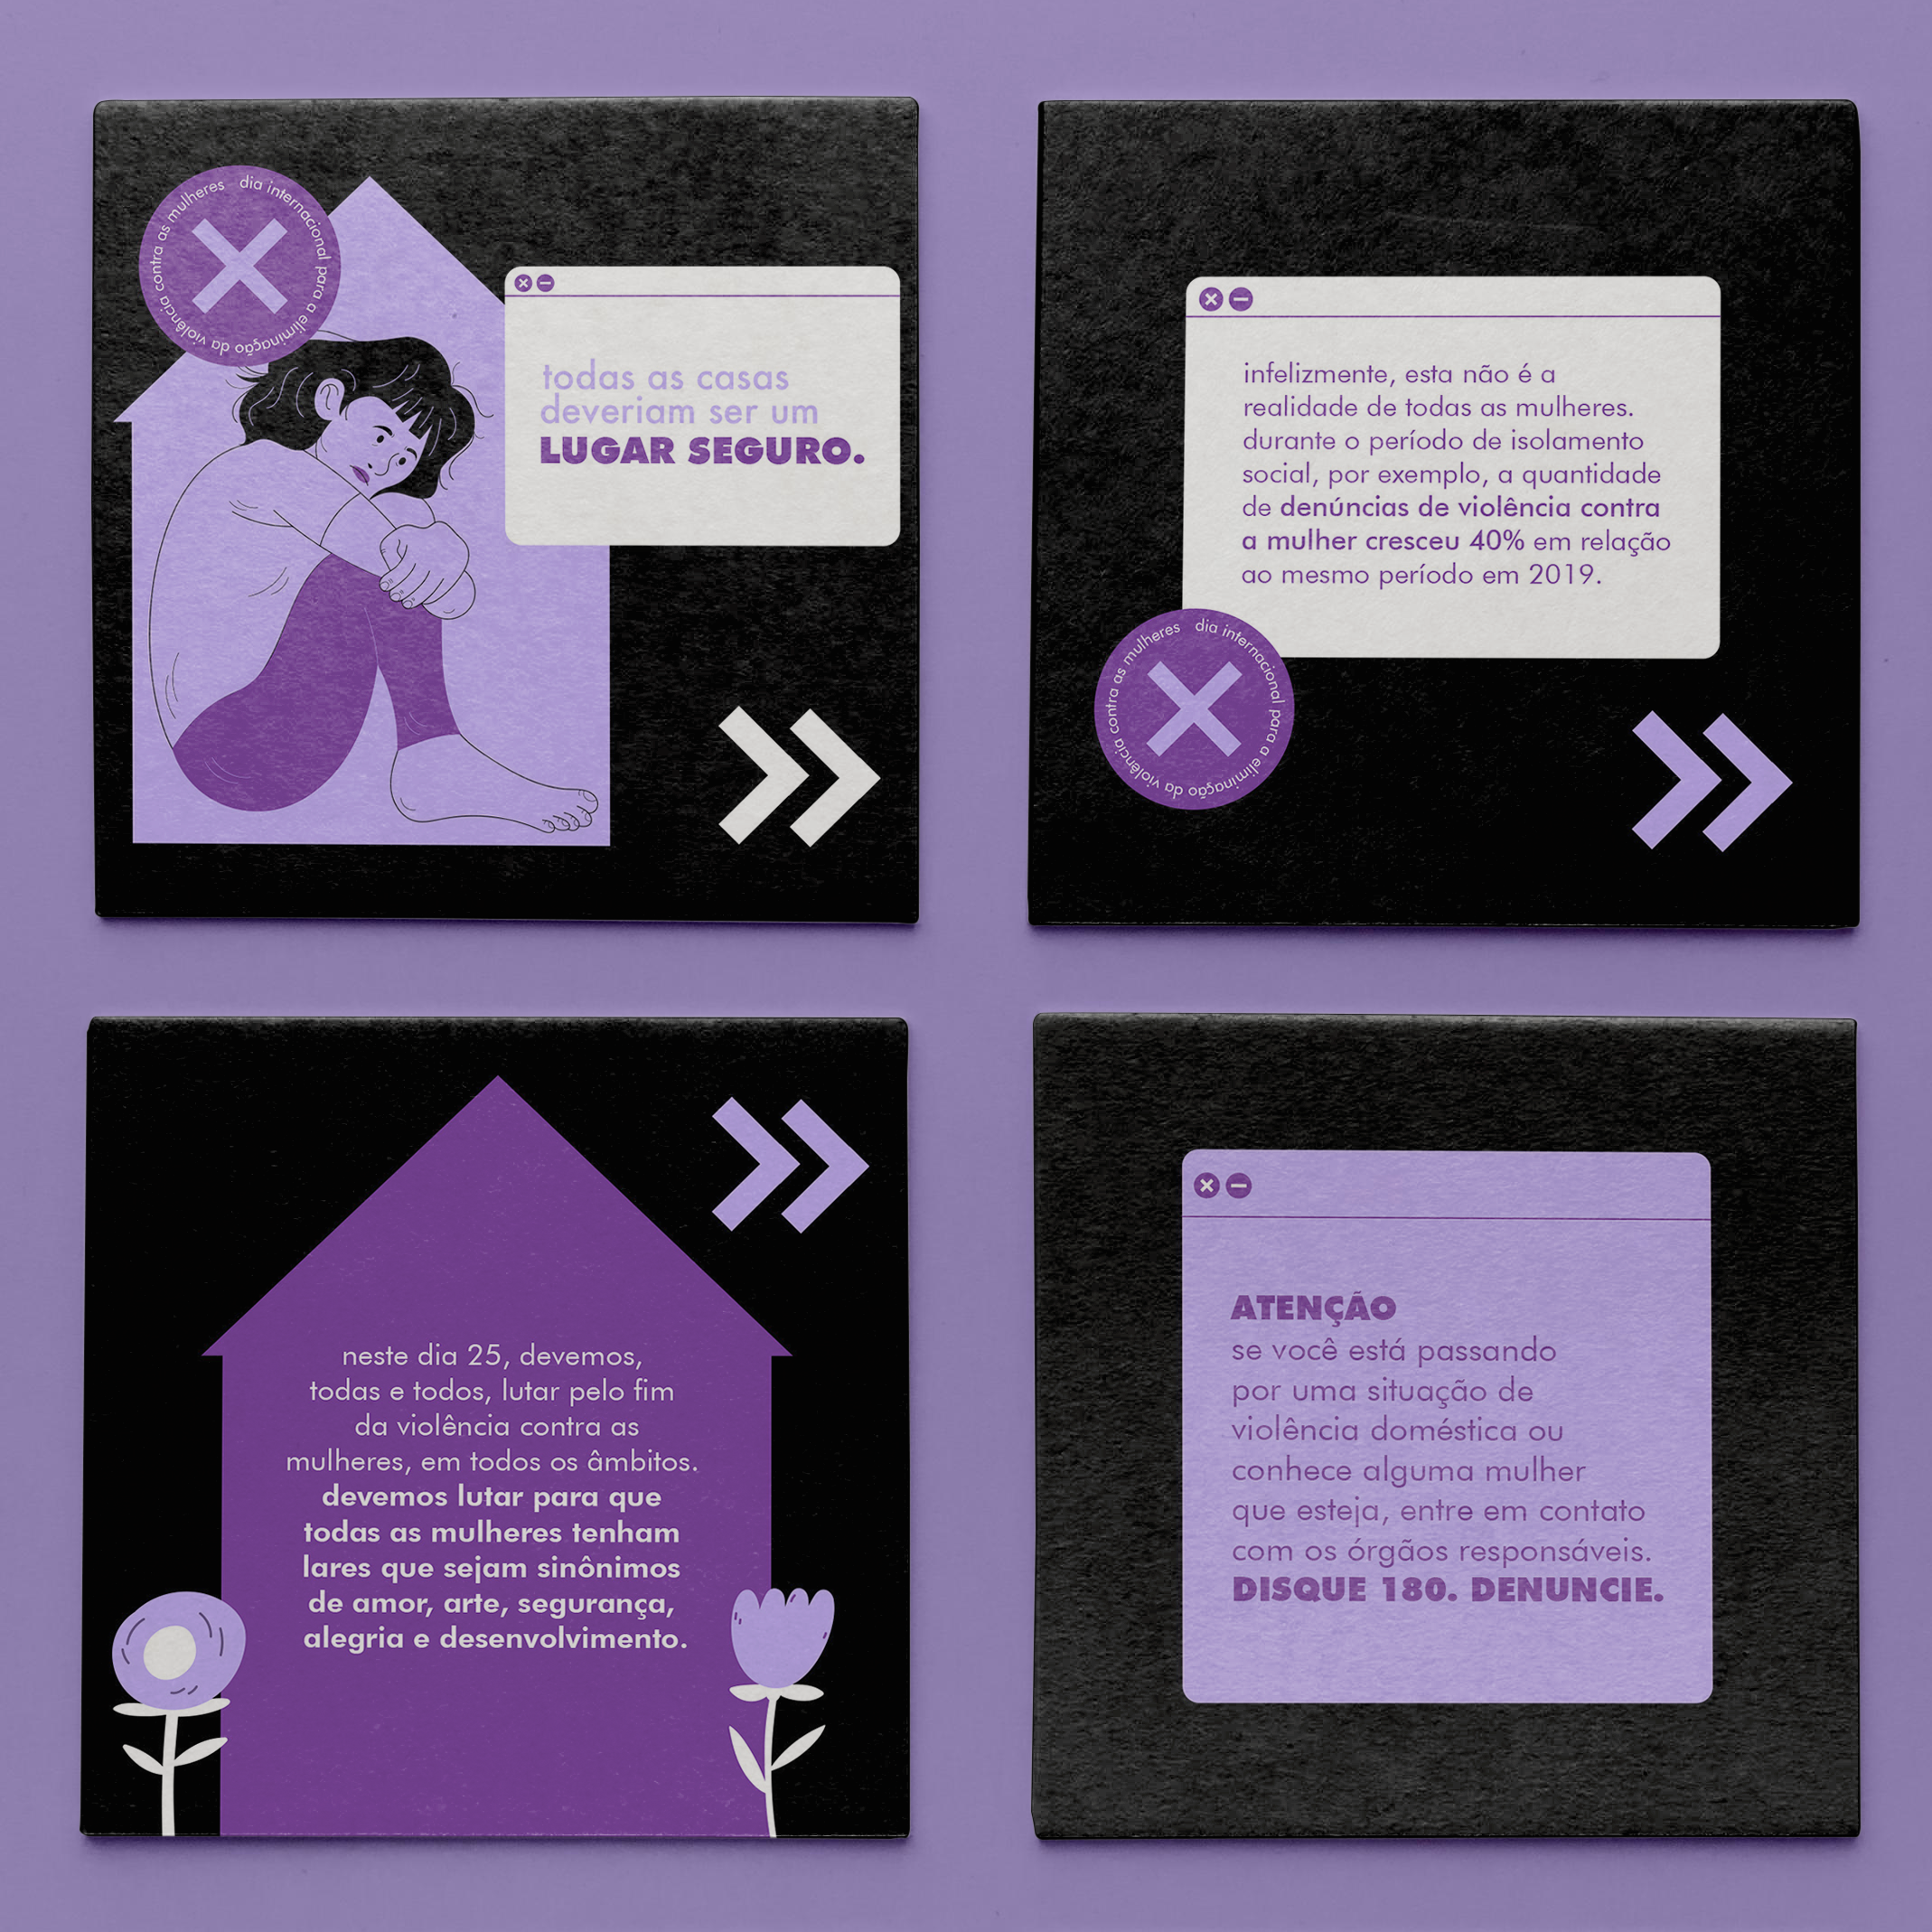 dia internacional para a eliminação da violência contra as mulheres
todas as casas
deveriam ser um
LUGAR SEGURO.
infelizmente, esta não é a
realidade de todas as mulheres.
durante o período de isolamento
social, por exemplo, a quantidade
de denúncias de violência contra
a mulher cresceu 40% em relação
ao mesmo período em 2019.
dia internacional para a eliminação da violência contra as mulheres
neste dia 25, devemos,
todas e todos, lutar pelo fim
da violência contra as
mulheres, em todos os âmbitos.
devemos lutar para que
todas as mulheres tenham
lares que sejam sinônimos
de amor, arte, segurança,
alegria e desenvolvimento.
ATENÇÃO
se você está passando
por uma situação de
violência doméstica ou
conhece alguma mulher
que esteja, entre em contato
com os órgãos responsáveis.
DISQUE 180. DENUNCIE.